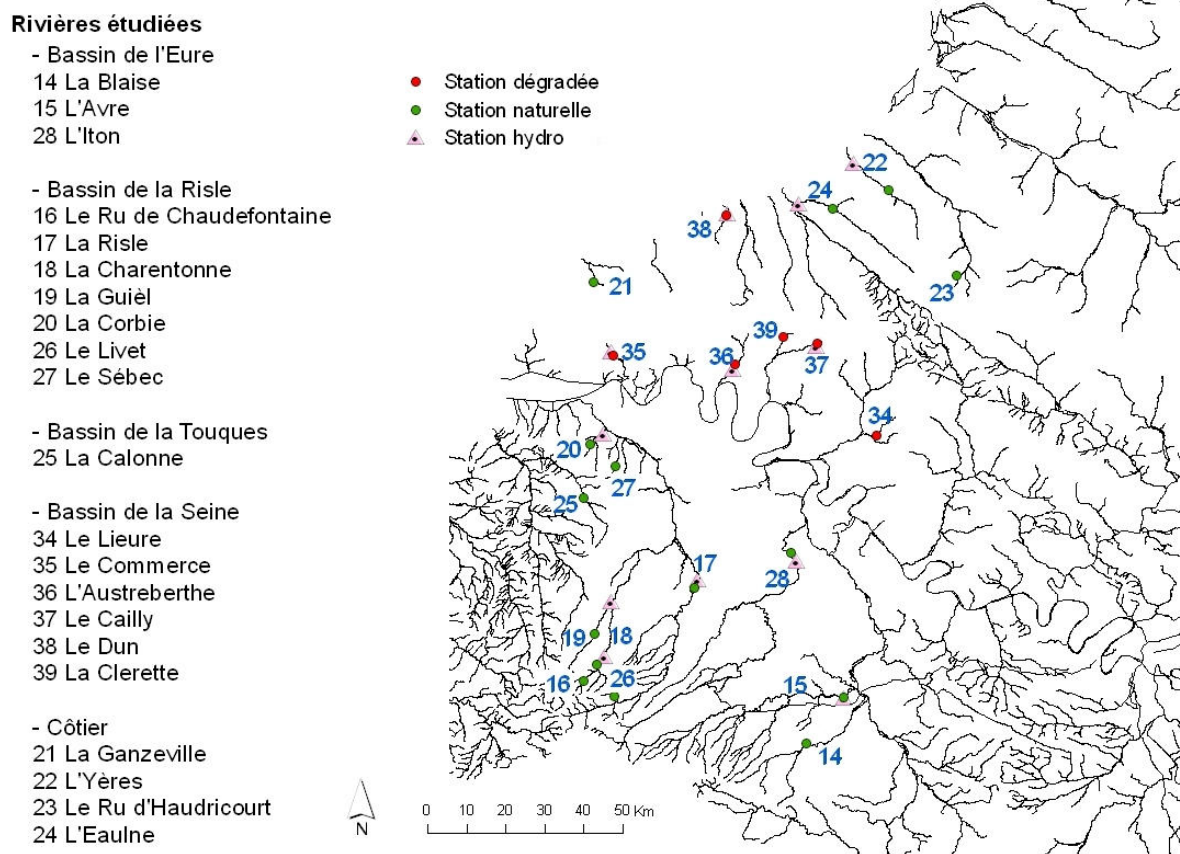 Rivières étudiées
- Bassin de l'Eure
14 La Blaise
15 L'Avre
28 L'Iton
- Bassin de la Risle
16 Le Ru de Chaudefontaine
17 La Risle
18 La Charentonne
19 La Guièl
20 La Corbie
26 Le Livet
27 Le Sébec
- Bassin de la Touques
25 La Calonne
- Bassin de la Seine
34 Le Lieure
35 Le Commerce
36 L'Austreberthe
37 Le Cailly
38 Le Dun
39 La Clerette
- Côtier
21 La Ganzeville
22 L'Yères
23 Le Ru d'Haudricourt
24 L'Eaulne
Station dégradée
Station naturelle
Station hydro
22
24
38
21
23
39
35
36
37
34
20
27
25
17
28
19
18
16
26
15
14
N
0 10 20 30 40 50 Km